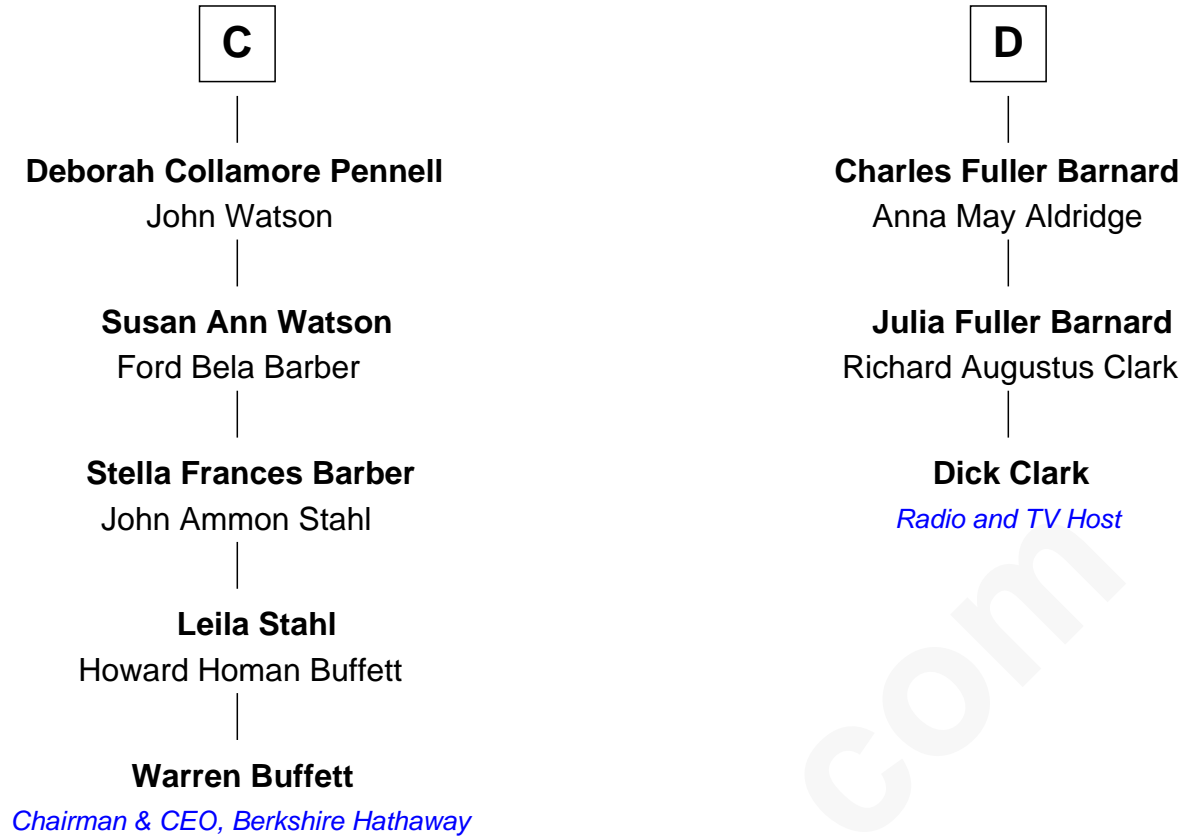 C
Deborah Collamore Pennell
John Watson
Susan Ann Watson
Ford Bela Barber
Stella Frances Barber
John Ammon Stahl
Leila Stahl
Howard Homan Buffett
Warren Buffett
Chairman & CEO, Berkshire Hathaway
D
Charles Fuller Barnard
Anna May Aldridge
Julia Fuller Barnard
Richard Augustus Clark
Dick Clark
Radio and TV Host
com